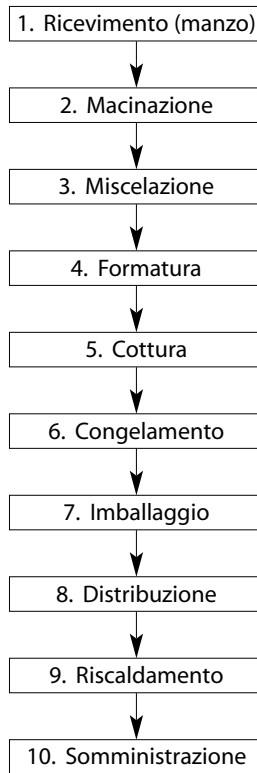 1. Ricevimento (manzo)
2. Macinazione
3. Miscelazione
4. Formatura
5. Cottura
6. Congelamento
7. Imballaggio
8. Distribuzione
9. Riscaldamento
10. Somministrazione